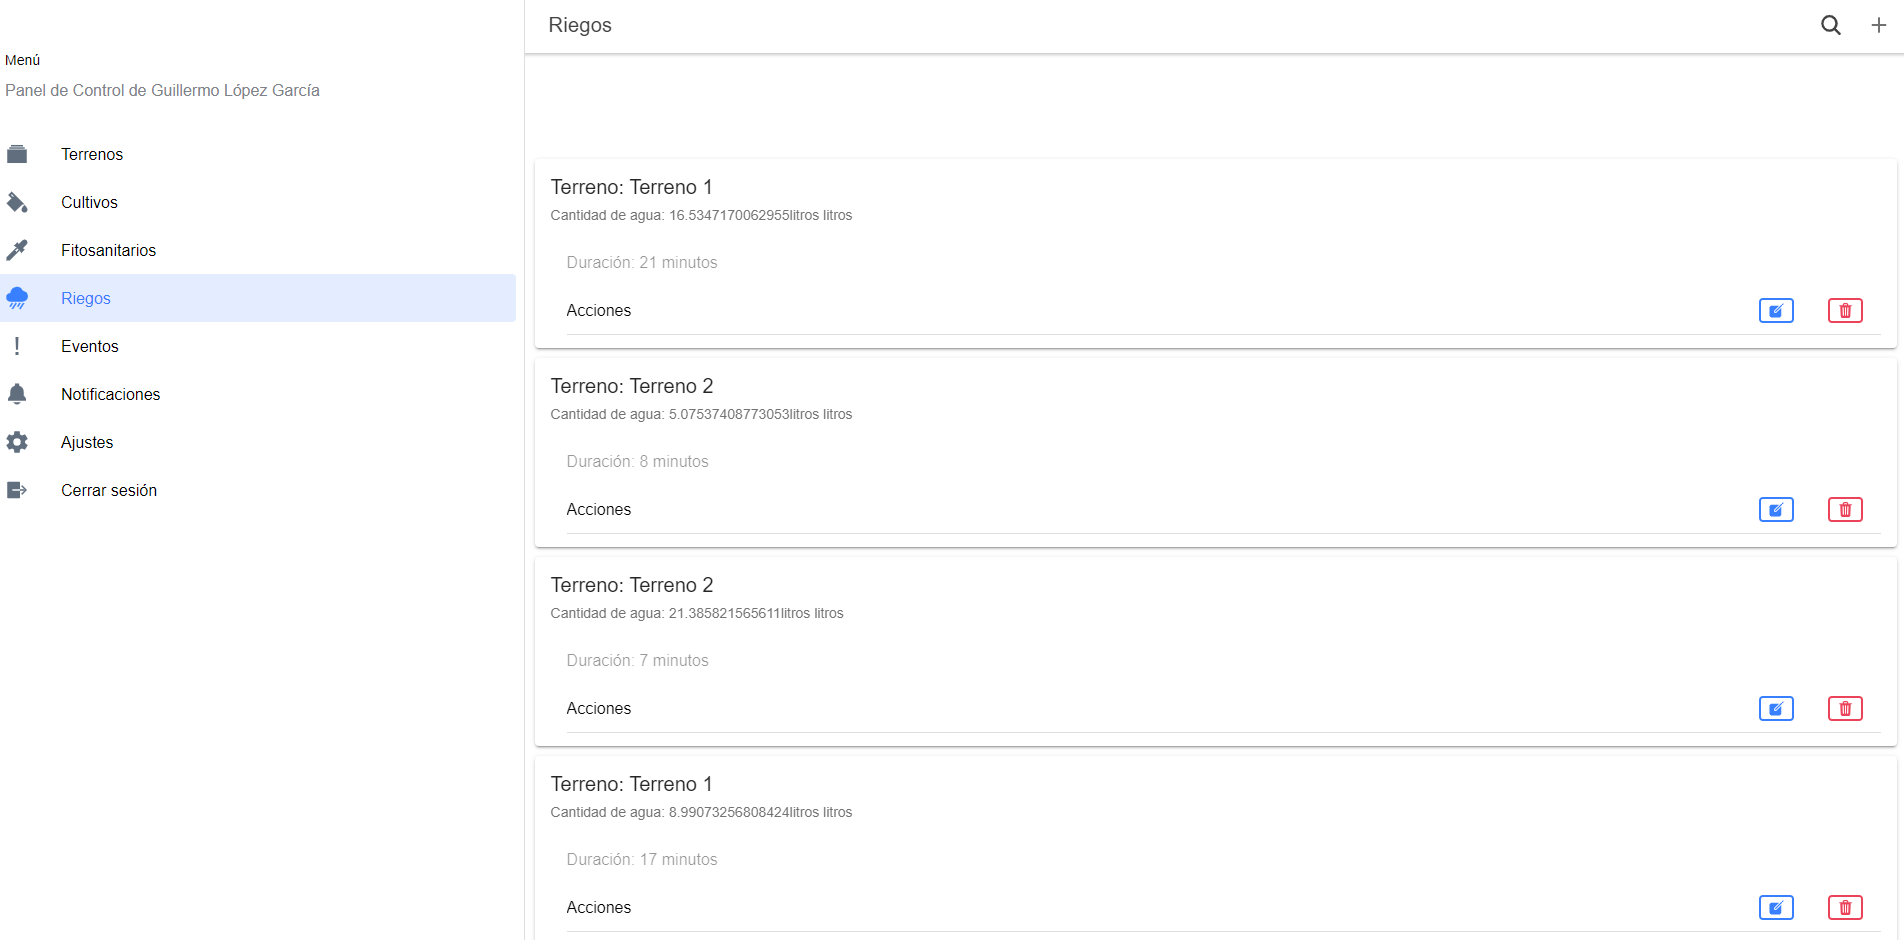 Menú
Panel de Control de Guillermo López García
Terrenos
Cultivos
Fitosanitarios
Riegos
Eventos
Notificaciones
Ajustes
Cerrar sesión
Riegos
Terreno: Terreno 1
Cantidad de agua: 16.5347170062955litros litros
Duración: 21 minutos
Acciones
Terreno: Terreno 2
Cantidad de agua: 5.07537408773053litros litros
Duración: 8 minutos
Acciones
Terreno: Terreno 2
Cantidad de agua: 21.385821565611litros litros
Duración: 7 minutos
Acciones
Terreno: Terreno 1
Cantidad de agua: 8.99073256808424litros litros
Duración: 17 minutos
Acciones